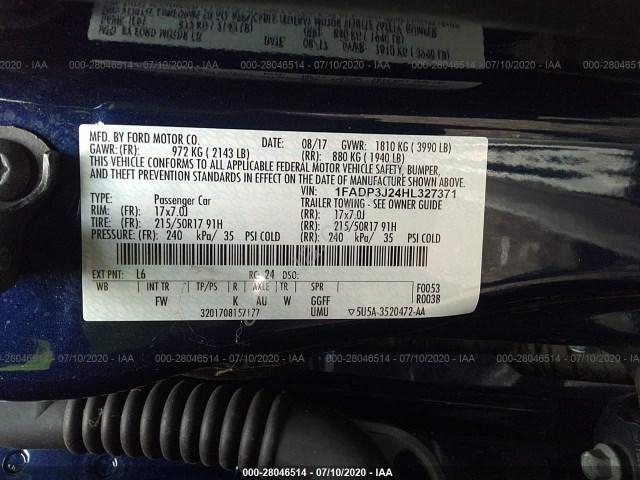 000-28046514 - 07/10/2020 - IAA
MFD. BY FORD MOTOR CO. DATE: 08/17 GVWR: 1810 KG ( 3990 LB)
GAWR: (FR): 972 KG ( 2143 LB) (RR): 880 KG ( 1940 LB)
THIS VEHICLE CONFORMS TO ALL APPLICABLE FEDERAL MOTOR VEHICLE SAFETY, BUMPER,
AND THEFT PREVENTION STANDARDS IN EFFECT ON THE DATE OF MANUFACTURE SHOWN ABOVE.
VIN: 1FADP3J24HL327371
TYPE: Passenger Car TRAILER TOWING - SEE OWNER GUIDE
RIM: (FR): 17x7.0J (RR): 17x7.0J
TIRE: (FR): 215/50R17 91H (RR): 215/50R17 91H
PRESSURE: (FR): 240 kPa/ 35 PSI COLD (RR): 240 kPa/ 35 PSI COLD
EXT PNT: L6 RC: 24 DSO:
WB INT TR TP/PS R AXLE TR SPR F0053
FW K AU W GGFF R0038
3201708157177 UMU ▽5U5A-3520472-AA
000-28046514 - 07/10/2020 - IAA
000-28046514 - 07/10/2020 - IAA